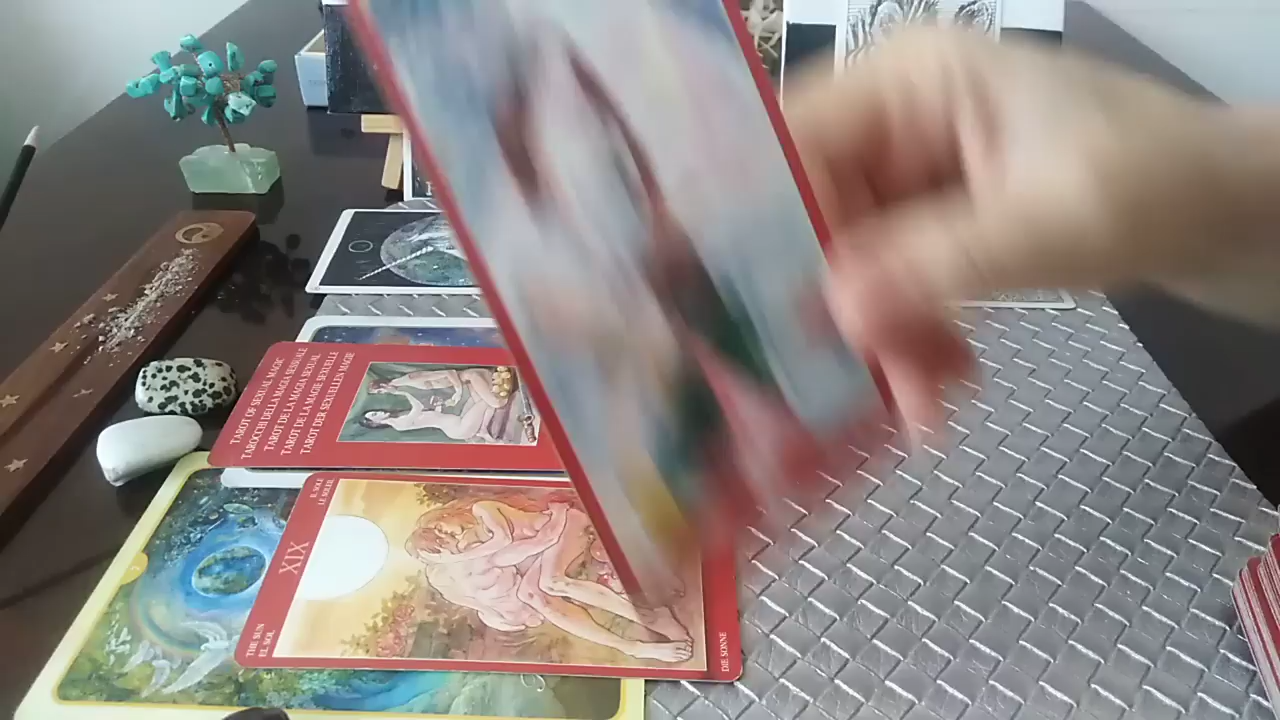 TAROT OF SEXUAL MAGIC
TAROCCHI DELLA MAGIA SESSUALE
TAROT DE LA MAGIA SEXUAL
TAROT DE LA MAGIE SEXUELLE
TAROT DER SEXUELLEN MAGIE
XIX
IL SOLE
LE SOLEIL
THE SUN
EL SOL
DIE SONNE